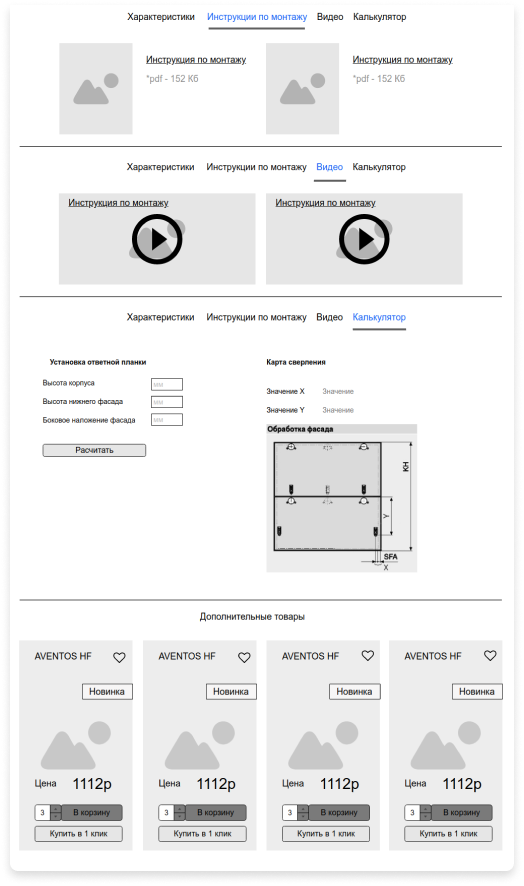 Характеристики Инструкции по монтажу Видео Калькулятор
Инструкция по монтажу Инструкция по монтажу
*pdf - 152 Кб *pdf - 152 Кб
Характеристики Инструкции по монтажу Видео Калькулятор
Инструкция по монтажу Инструкция по монтажу
Характеристики Инструкции по монтажу Видео Калькулятор
Установка ответной планки Карта сверления
Высота корпуса мм
Значение X Значение
Высота нижнего фасада мм
Значение Y Значение
Боковое наложение фасада мм
Обработка фасада
Расчитать
KH
Y
SFA
X
Дополнительные товары
AVENTOS HF AVENTOS HF AVENTOS HF AVENTOS HF
Новинка Новинка Новинка Новинка
Цена 1112р Цена 1112р Цена 1112р Цена 1112р
3 В корзину 3 В корзину 3 В корзину 3 В корзину
Купить в 1 клик Купить в 1 клик Купить в 1 клик Купить в 1 клик